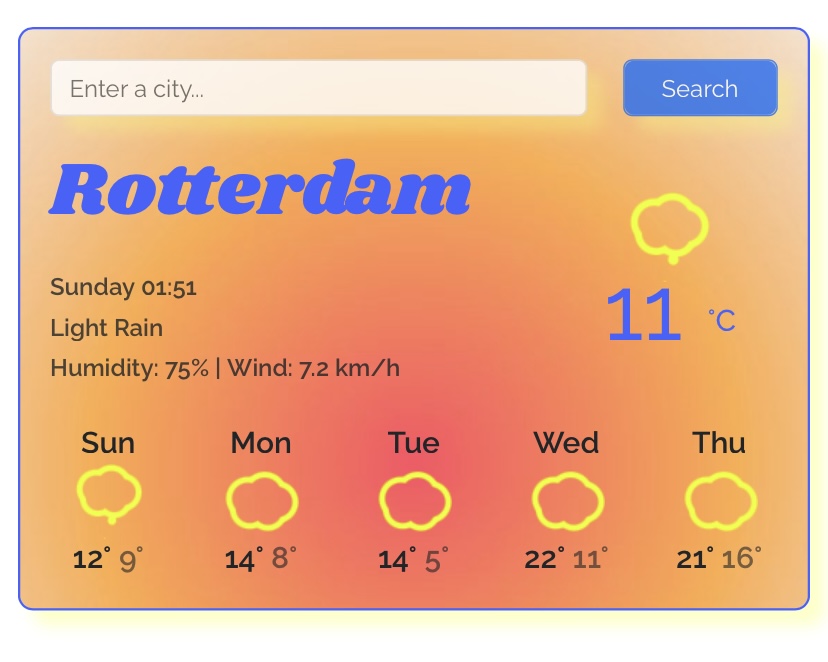 Enter a city...
Search
Rotterdam
Sunday 01:51
Light Rain
Humidity: 75% | Wind: 7.2 km/h
11 °C
Sun Mon Tue Wed Thu
12° 9° 14° 8° 14° 5° 22° 11° 21° 16°